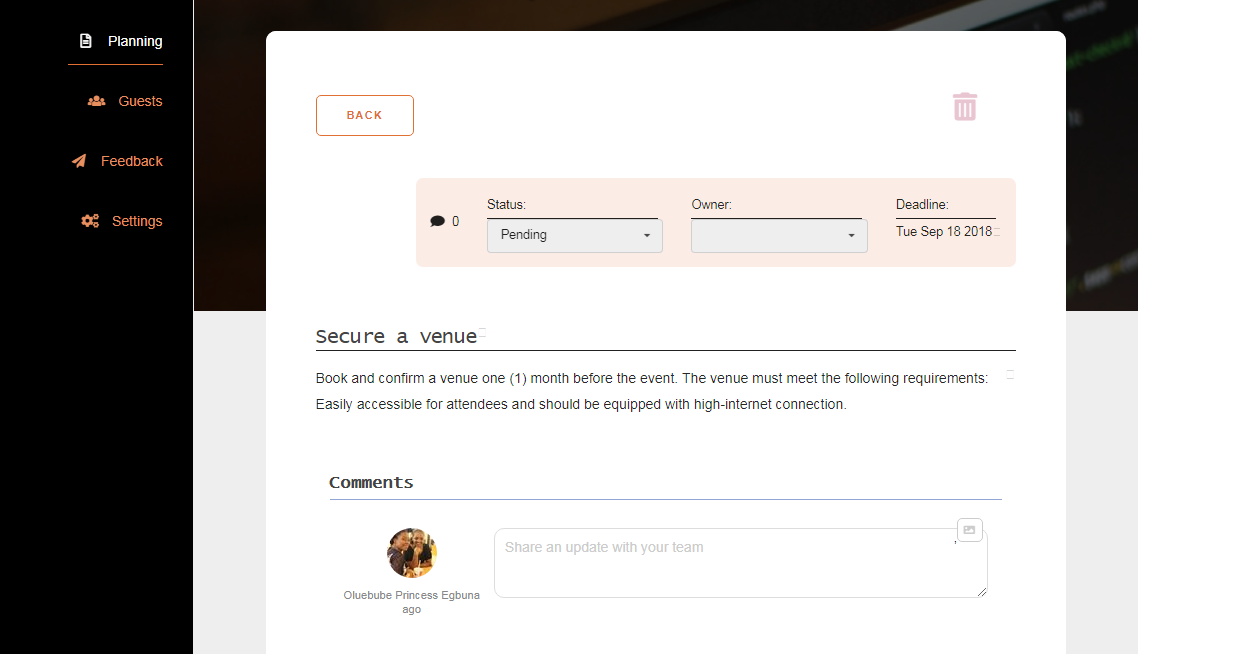 Planning
Guests
Feedback
Settings
BACK
0
Status:
Pending
Owner:
Deadline:
Tue Sep 18 2018
Secure a venue
Book and confirm a venue one (1) month before the event. The venue must meet the following requirements:
Easily accessible for attendees and should be equipped with high-internet connection.
Comments
Share an update with your team
,
Oluebube Princess Egbuna
ago